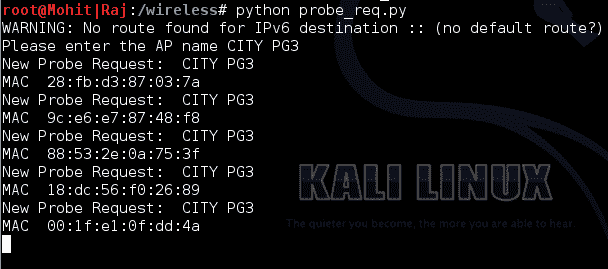 root@Mohit|Raj:/wireless# python probe_req.py
WARNING: No route found for IPv6 destination :: (no default route?)
Please enter the AP name CITY PG3
New Probe Request:  CITY PG3
MAC  28:fb:d3:87:03:7a
New Probe Request:  CITY PG3
MAC  9c:e6:e7:87:48:f8
New Probe Request:  CITY PG3
MAC  88:53:2e:0a:75:3f
New Probe Request:  CITY PG3
MAC  18:dc:56:f0:26:89
New Probe Request:  CITY PG3
MAC  00:1f:e1:0f:dd:4a
KALI LINUX
The quieter you become, the more you are able to hear.